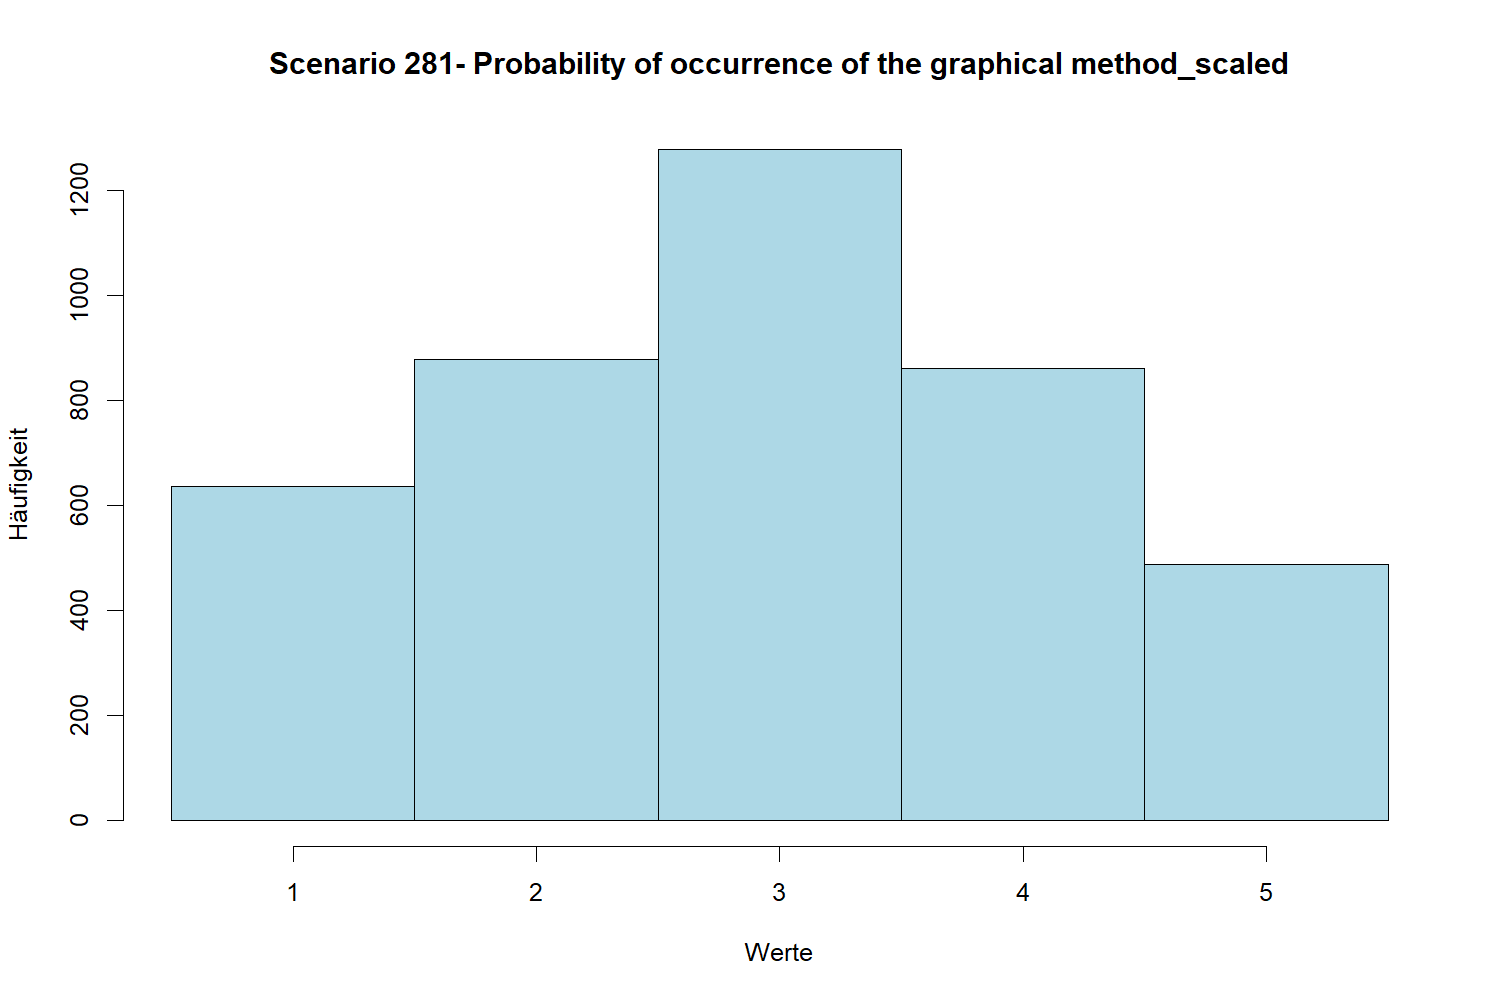 Scenario 281- Probability of occurrence of the graphical method_scaled
Häufigkeit
1200
1000
800
600
400
200
0
1 2 3 4 5
Werte